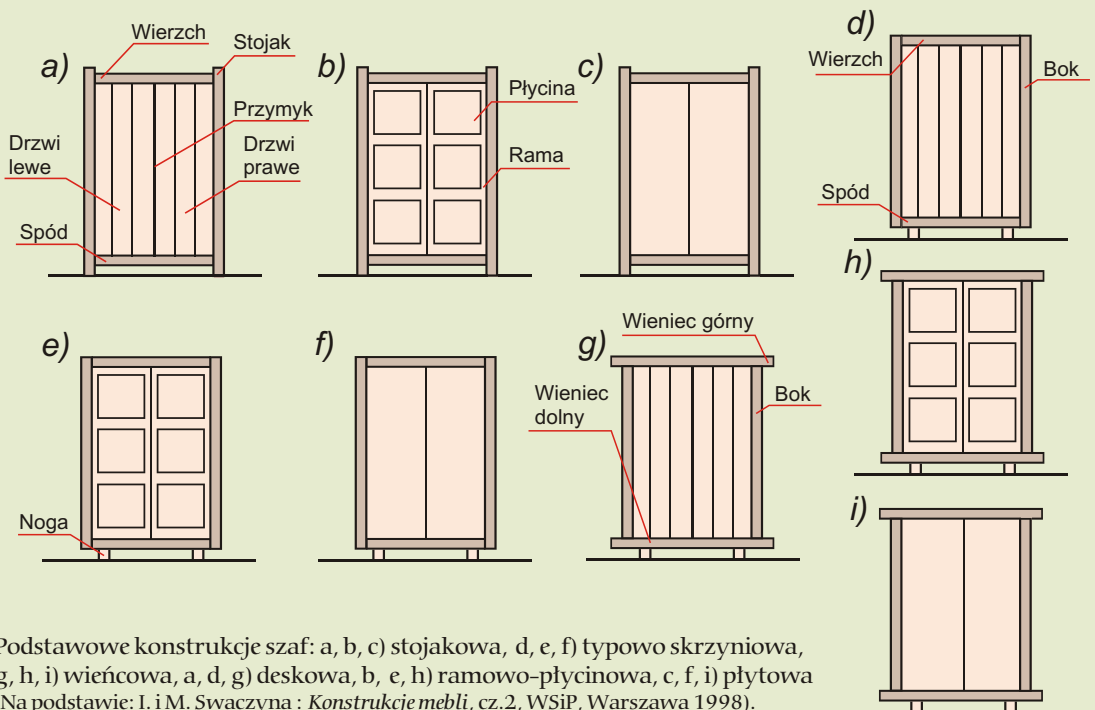 a)
Wierzch
Stojak
Przymyk
Drzwi
lewe
Drzwi
prawe
Spód
b)
Płycina
Rama
c)
d)
Wierzch
Bok
Spód
e)
Noga
f)
g)
Wieniec górny
Wieniec
dolny
Bok
h)
i)
Podstawowe konstrukcje szaf: a, b, c) stojakowa, d, e, f) typowo skrzyniowa,
g, h, i) wieńcowa, a, d, g) deskowa, b, e, h) ramowo-płycinowa, c, f, i) płytowa
Na podstawie: I. i M. Swaczyna : Konstrukcje mebli, cz.2, WSiP, Warszawa 1998).